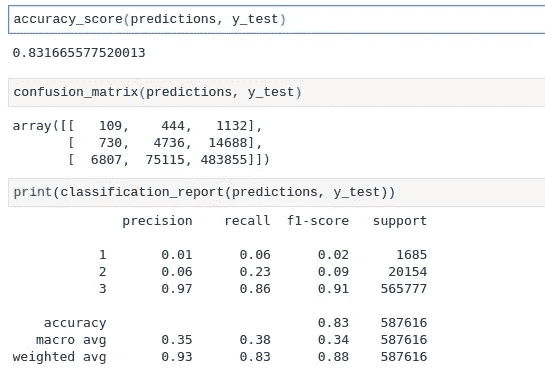 accuracy_score(predictions, y_test)
0.831665577520013
confusion_matrix(predictions, y_test)
array([[   109,    444,   1132],
       [   730,   4736,  14688],
       [  6807,  75115, 483855]])
print(classification_report(predictions, y_test))
              precision    recall  f1-score   support
           1       0.01      0.06      0.02      1685
           2       0.06      0.23      0.09     20154
           3       0.97      0.86      0.91    565777
    accuracy                           0.83    587616
   macro avg       0.35      0.38      0.34    587616
weighted avg       0.93      0.83      0.88    587616